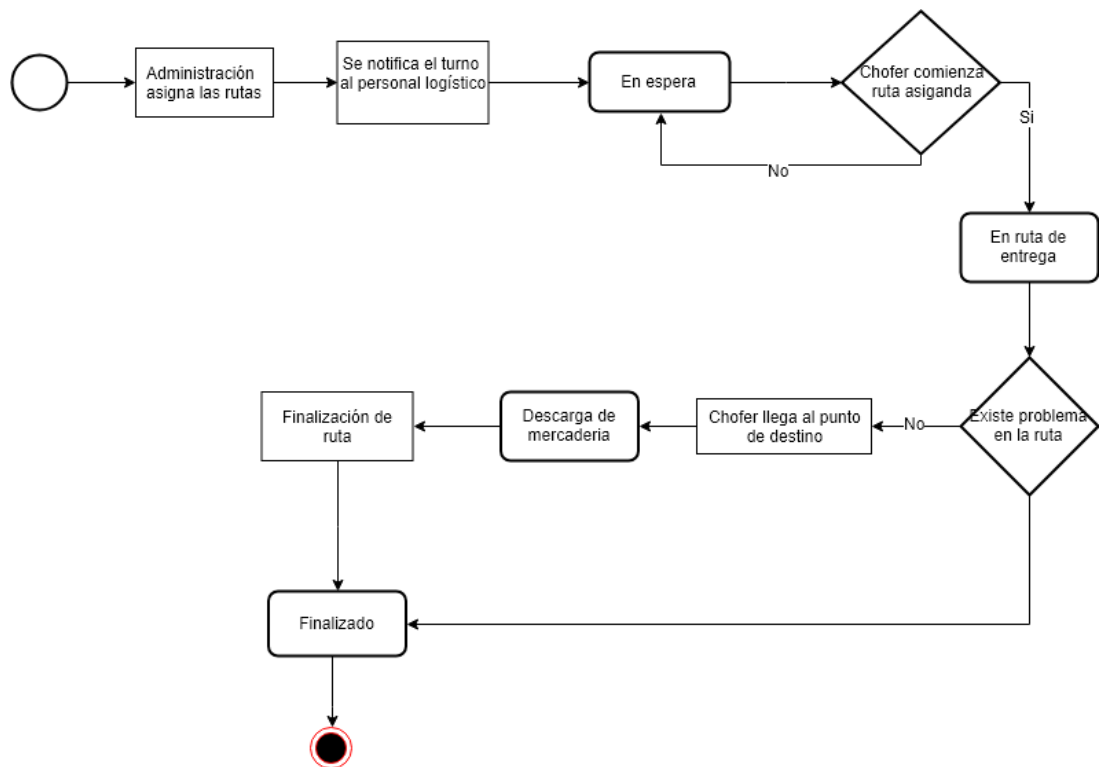 Administración
asigna las rutas
Se notifica el turno
al personal logístico
En espera
Chofer comienza
ruta asiganda
Si
No
En ruta de
entrega
Existe problema
en la ruta
No
Chofer llega al punto
de destino
Descarga de
mercaderia
Finalización de
ruta
Finalizado